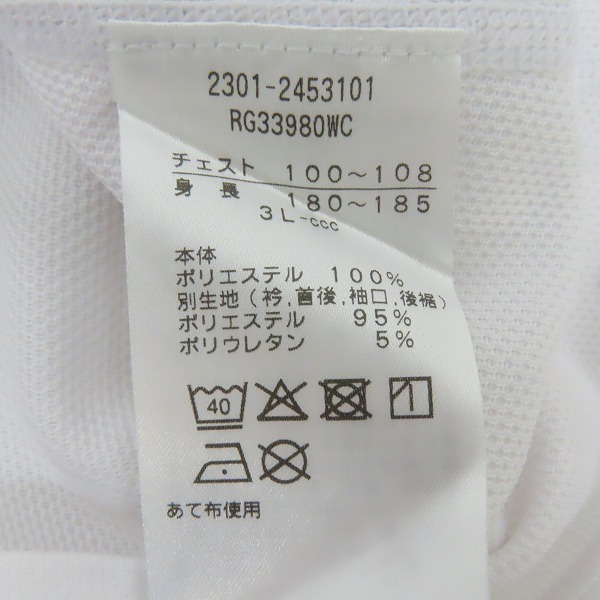 2301-2453101
RG33980WC
チェスト 100～108
身長 180～185
3L-ccc
本体
ポリエステル 100%
別生地(衿,首後,袖口,後裾)
ポリエステル 95%
ポリウレタン 5%
40
あて布使用